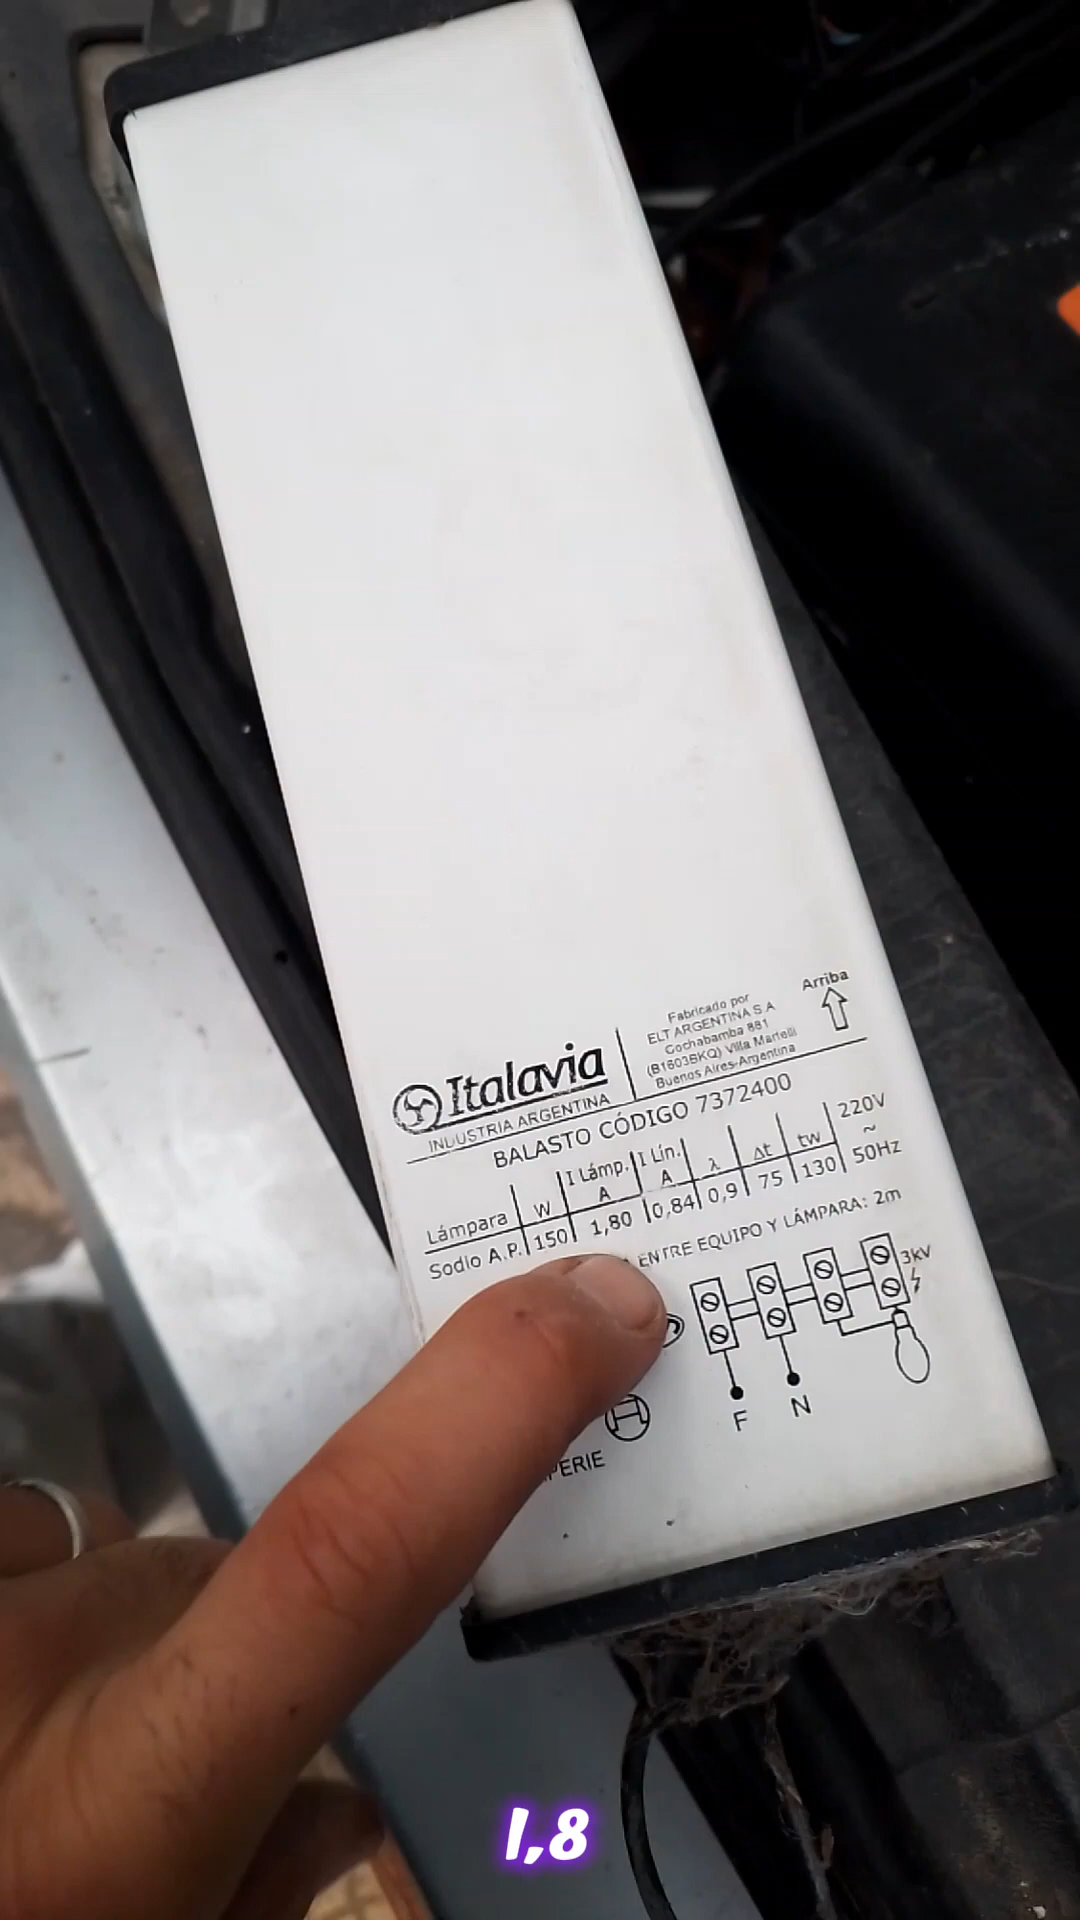 Arriba
Fabricado por
ELT ARGENTINA S.A
Cochabamba 881
(B1603BKQ) Villa Martelli
Buenos Aires-Argentina
Italavia
INDUSTRIA ARGENTINA
BALASTO CÓDIGO 7372400
Lámpara W I Lámp. A I Lín. A λ Δt tw 220V ~ 50Hz
Sodio A.P. 150 1,80 0,84 0,9 75 130
ENTRE EQUIPO Y LÁMPARA: 2m
3kV
F N
1,8